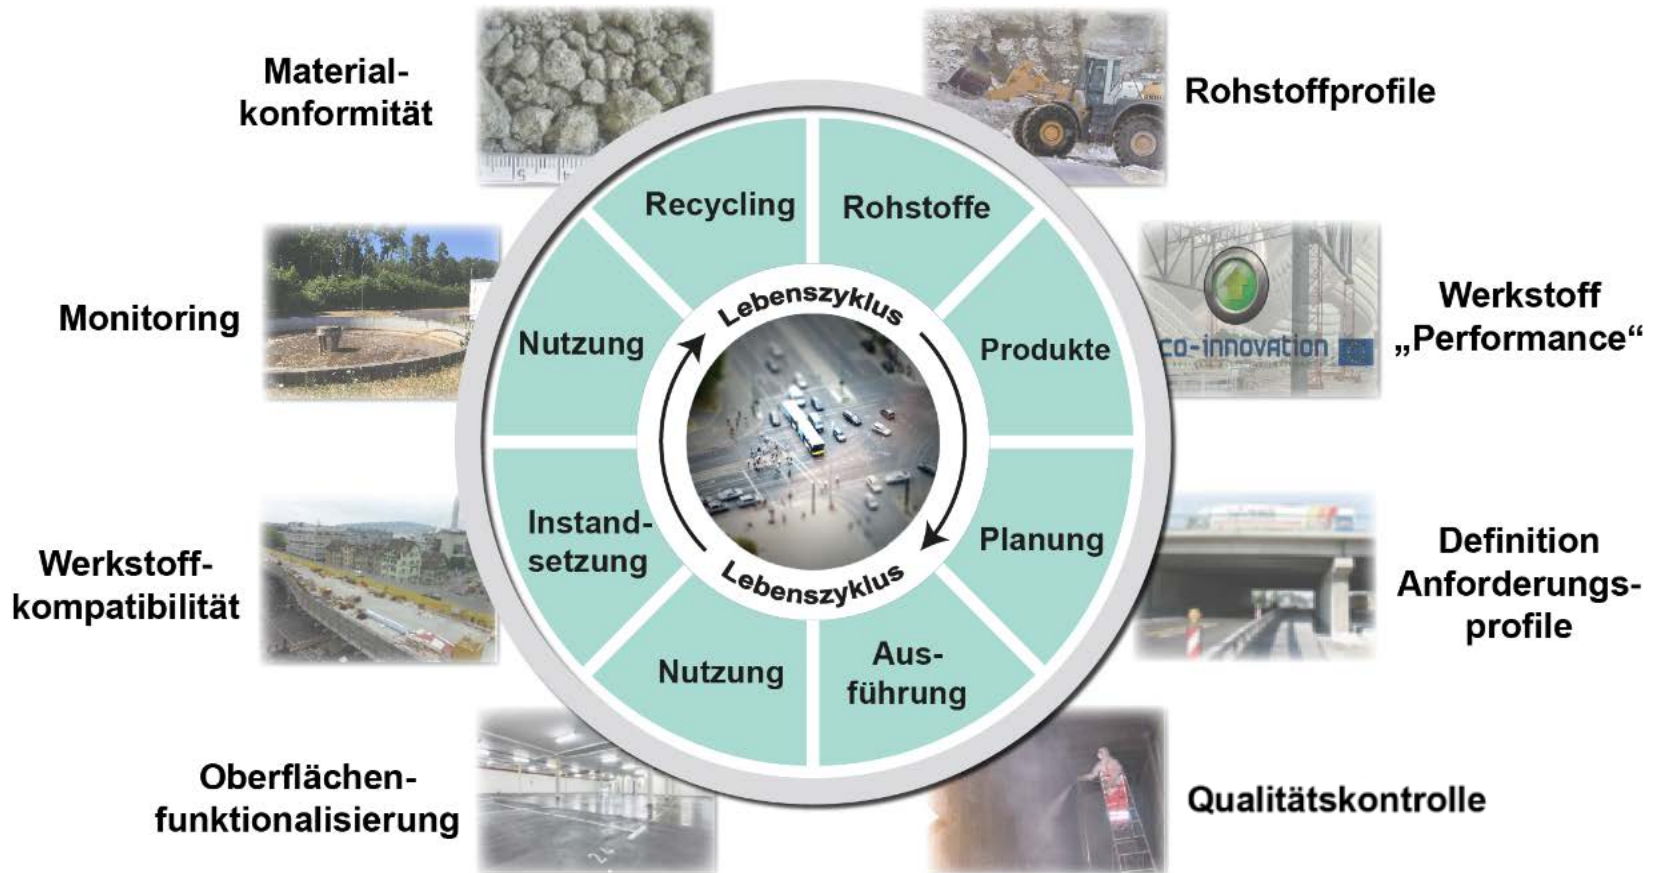 Material-
konformität
Rohstoffprofile
Recycling
Rohstoffe
Monitoring
Nutzung
Lebenszyklus
Produkte
co-innovation
Werkstoff
„Performance“
Werkstoff-
kompatibilität
Instand-
setzung
Lebenszyklus
Planung
Definition
Anforderungs-
profile
Nutzung
Aus-
führung
Oberflächen-
funktionalisierung
24
Qualitätskontrolle